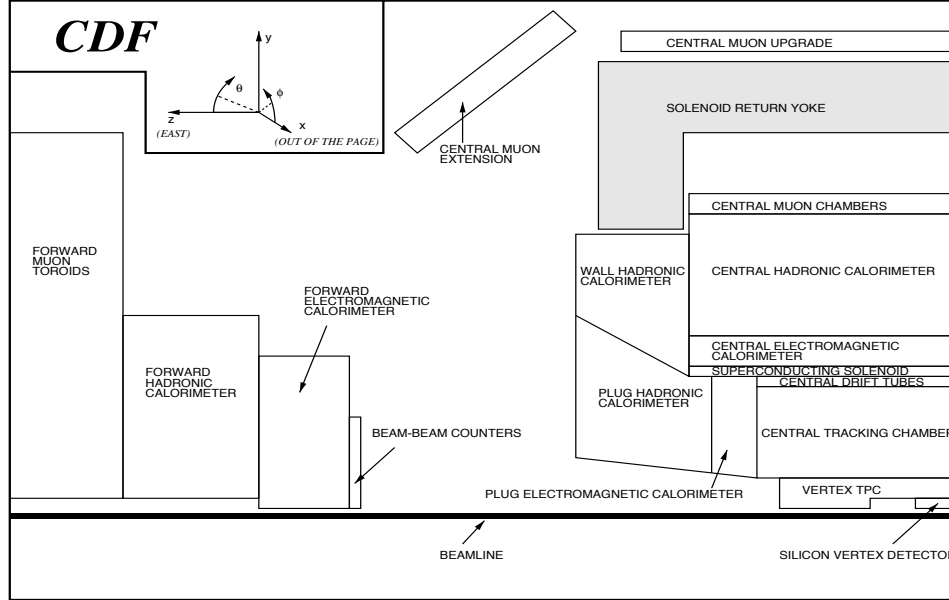 CDF
y
θ
φ
z
x
(EAST)
(OUT OF THE PAGE)
CENTRAL MUON
EXTENSION
CENTRAL MUON UPGRADE
SOLENOID RETURN YOKE
CENTRAL MUON CHAMBERS
FORWARD
MUON
TOROIDS
WALL HADRONIC
CALORIMETER
CENTRAL HADRONIC CALORIMETER
FORWARD
ELECTROMAGNETIC
CALORIMETER
CENTRAL ELECTROMAGNETIC
CALORIMETER
SUPERCONDUCTING SOLENOID
CENTRAL DRIFT TUBES
FORWARD
HADRONIC
CALORIMETER
PLUG HADRONIC
CALORIMETER
BEAM-BEAM COUNTERS
CENTRAL TRACKING CHAMBER
PLUG ELECTROMAGNETIC CALORIMETER
VERTEX TPC
BEAMLINE
SILICON VERTEX DETECTO